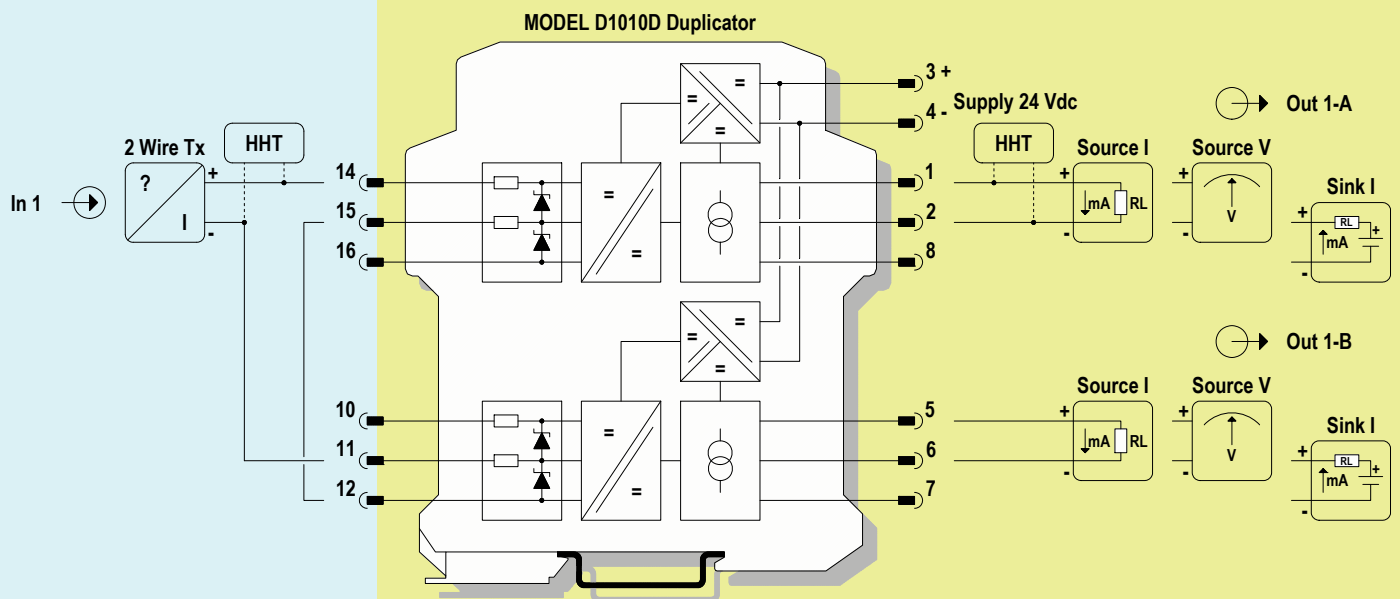 MODEL D1010D Duplicator
3 +
Supply 24 Vdc
4 -
Out 1-A
2 Wire Tx
HHT
HHT
Source I
Source V
In 1
?
I
+
-
14
15
16
=
=
=
=
=
1
2
8
+
-
mA
RL
+
-
V
Sink I
+
-
RL
mA
+
Out 1-B
=
=
=
10
11
12
=
=
5
6
7
Source I
Source V
+
-
mA
RL
+
-
V
Sink I
+
-
RL
mA
+